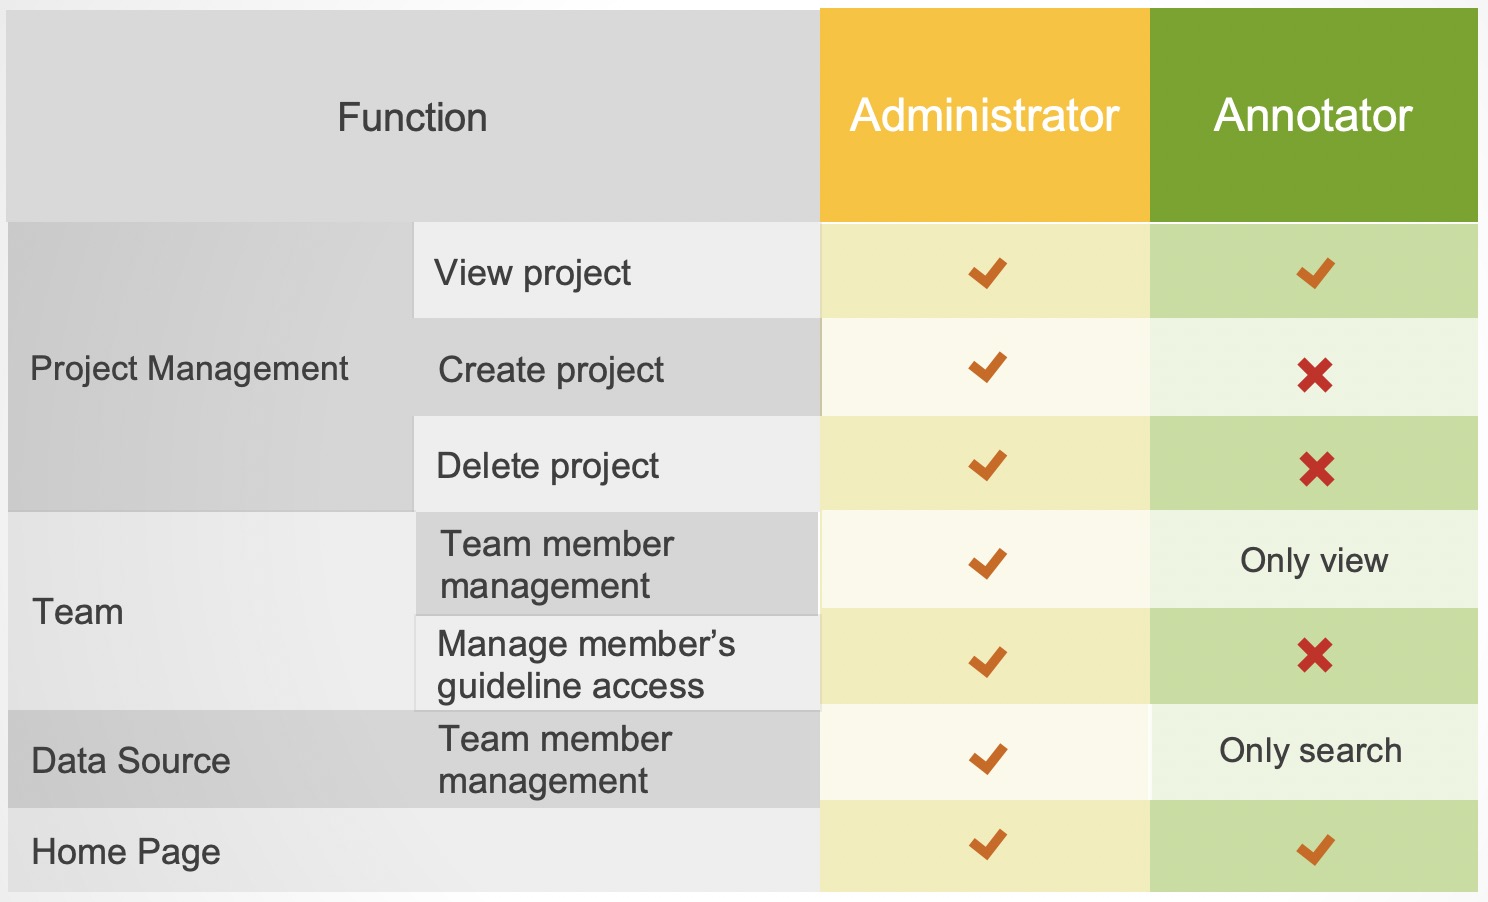 Function
Administrator
Annotator
Project Management
View project
Create project
Delete project
Team
Team member
management
Only view
Manage member’s
guideline access
Data Source
Team member
management
Only search
Home Page